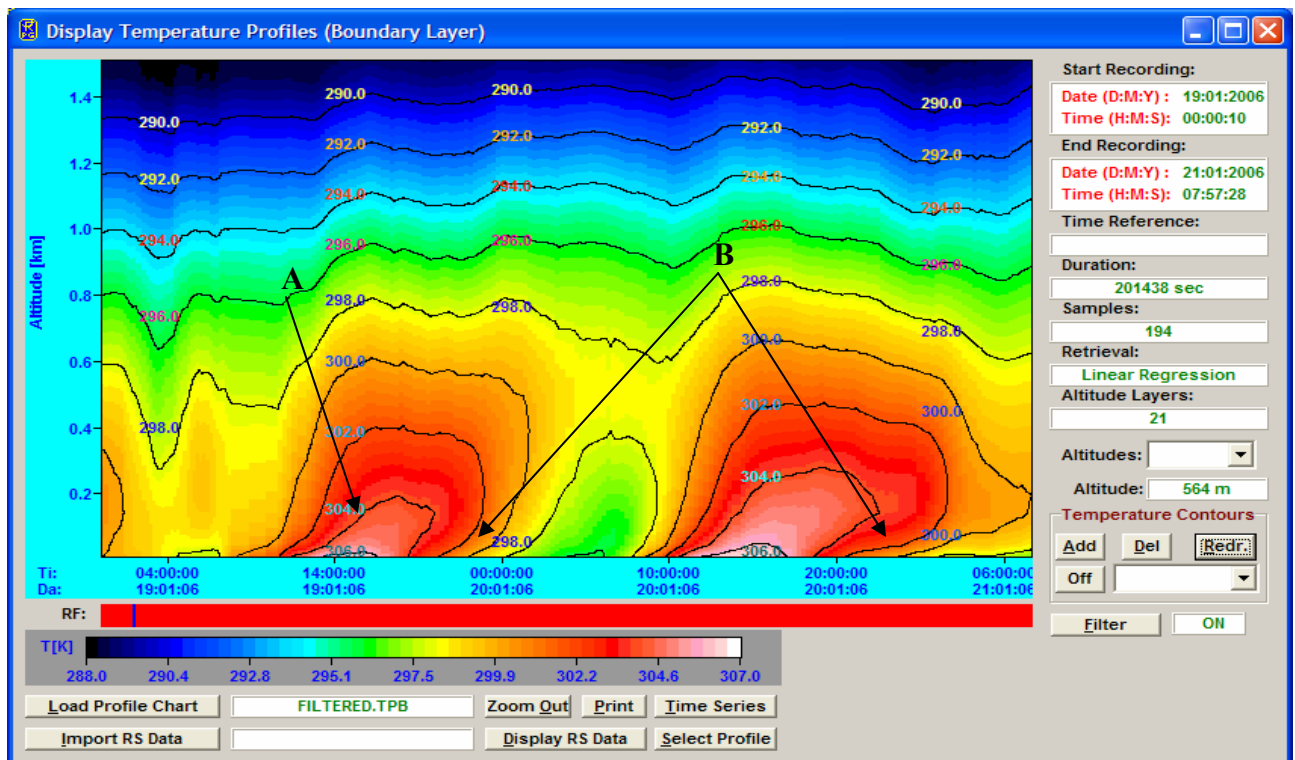 Display Temperature Profiles (Boundary Layer)
Altitude [km]
1.4
1.2
1.0
0.8
0.6
0.4
0.2
290.0 290.0 290.0 290.0
292.0 292.0 292.0 292.0 292.0
294.0 294.0 294.0 294.0 294.0
296.0 296.0 296.0 296.0 296.0
A B
298.0 298.0 298.0 298.0 298.0 298.0
300.0 300.0 300.0 300.0
302.0 302.0
304.0 304.0
306.0 306.0
Ti: 04:00:00 14:00:00 00:00:00 10:00:00 20:00:00 06:00:00
Da: 19:01:06 19:01:06 20:01:06 20:01:06 20:01:06 21:01:06
RF:
T[K]
288.0 290.4 292.8 295.1 297.5 299.9 302.2 304.6 307.0
Load Profile Chart FILTERED.TPB Zoom Out Print Time Series
Import RS Data Display RS Data Select Profile
Start Recording:
Date (D:M:Y) : 19:01:2006
Time (H:M:S): 00:00:10
End Recording:
Date (D:M:Y) : 21:01:2006
Time (H:M:S): 07:57:28
Time Reference:
Duration:
201438 sec
Samples:
194
Retrieval:
Linear Regression
Altitude Layers:
21
Altitudes:
Altitude: 564 m
Temperature Contours
Add Del Redr.
Off
Filter ON